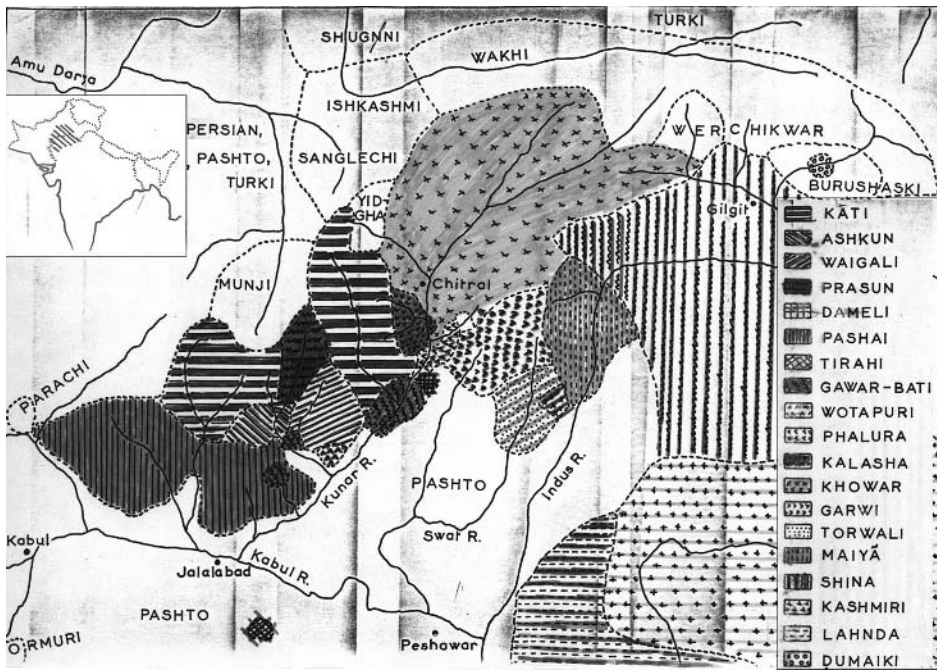 TURKI
SHUGNNI
WAKHI
Amu Darja
ISHKASHMI
PERSIAN,
PASHTO,
TURKI
SANGLECHI
WERCHIKWAR
BURUSHASKI
YID-
GHA
Gilgit
MUNJI
Chitral
PARACHI
Kunar R.
PASHTO
Indus R.
Swat R.
Kabul
Jalalabad
Kabul R.
PASHTO
Peshawar
ORMURI
KĀTI
ASHKUN
WAIGALI
PRASUN
DAMELI
PASHAI
TIRAHI
GAWAR-BATI
WOTAPURI
PHALURA
KALASHA
KHOWAR
GARWI
TORWALI
MAIYÃ
SHINA
KASHMIRI
LAHNDA
DUMAIKI